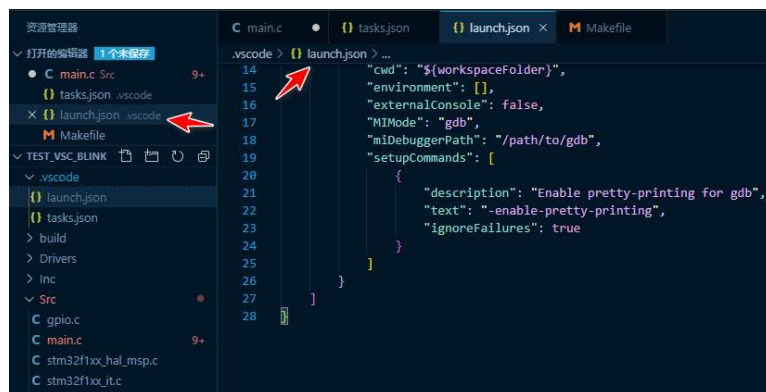 资源管理器
打开的编辑器 1个未保存
C main.c Src 9+
{} tasks.json .vscode
{} launch.json .vscode
M Makefile
TEST_VSC_BLINK
.vscode
{} launch.json
{} tasks.json
build
Drivers
Inc
Src
C gpio.c
C main.c 9+
C stm32f1xx_hal_msp.c
C stm32f1xx_it.c
C main.c {} tasks.json {} launch.json M Makefile
.vscode > {} launch.json > ...
14 "cwd": "${workspaceFolder}",
15 "environment": [],
16 "externalConsole": false,
17 "MIMode": "gdb",
18 "miDebuggerPath": "/path/to/gdb",
19 "setupCommands": [
20 {
21 "description": "Enable pretty-printing for gdb",
22 "text": "-enable-pretty-printing",
23 "ignoreFailures": true
24 }
25 ]
26 }
27 ]
28 }